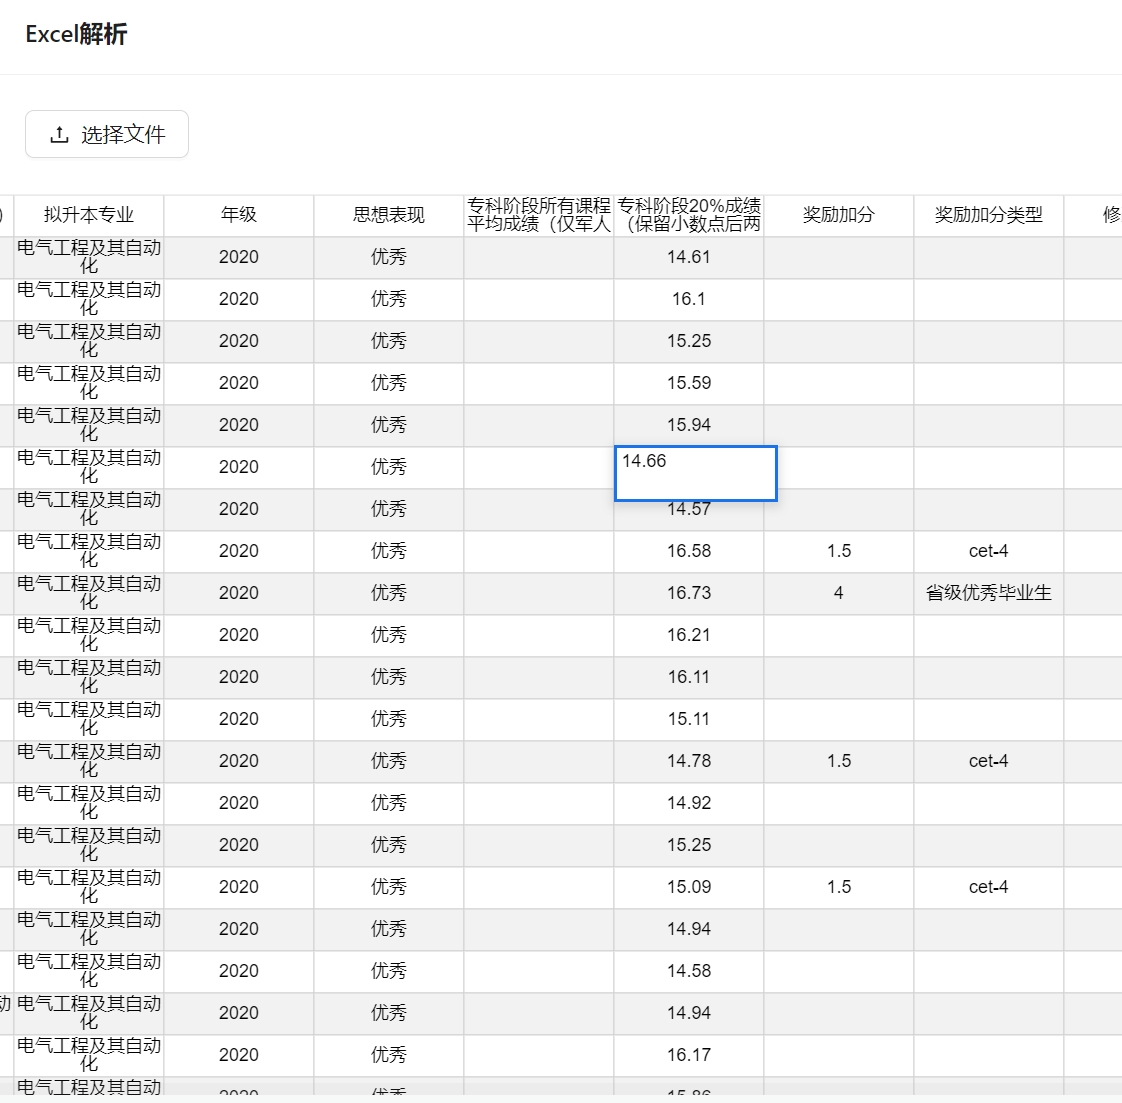 Excel解析
选择文件
) 拟升本专业 年级 思想表现 专科阶段所有课程 专科阶段20%成绩 奖励加分 奖励加分类型 修
平均成绩（仅军人 （保留小数点后两
电气工程及其自动
化 2020 优秀 14.61
电气工程及其自动
化 2020 优秀 16.1
电气工程及其自动
化 2020 优秀 15.25
电气工程及其自动
化 2020 优秀 15.59
电气工程及其自动
化 2020 优秀 15.94
电气工程及其自动
化 2020 优秀 14.66
电气工程及其自动
化 2020 优秀 14.57
电气工程及其自动
化 2020 优秀 16.58 1.5 cet-4
电气工程及其自动
化 2020 优秀 16.73 4 省级优秀毕业生
电气工程及其自动
化 2020 优秀 16.21
电气工程及其自动
化 2020 优秀 16.11
电气工程及其自动
化 2020 优秀 15.11
电气工程及其自动
化 2020 优秀 14.78 1.5 cet-4
电气工程及其自动
化 2020 优秀 14.92
电气工程及其自动
化 2020 优秀 15.25
电气工程及其自动
化 2020 优秀 15.09 1.5 cet-4
电气工程及其自动
化 2020 优秀 14.94
电气工程及其自动
化 2020 优秀 14.58
动 电气工程及其自动
化 2020 优秀 14.94
电气工程及其自动
化 2020 优秀 16.17
电气工程及其自动
2020 优秀 15.86